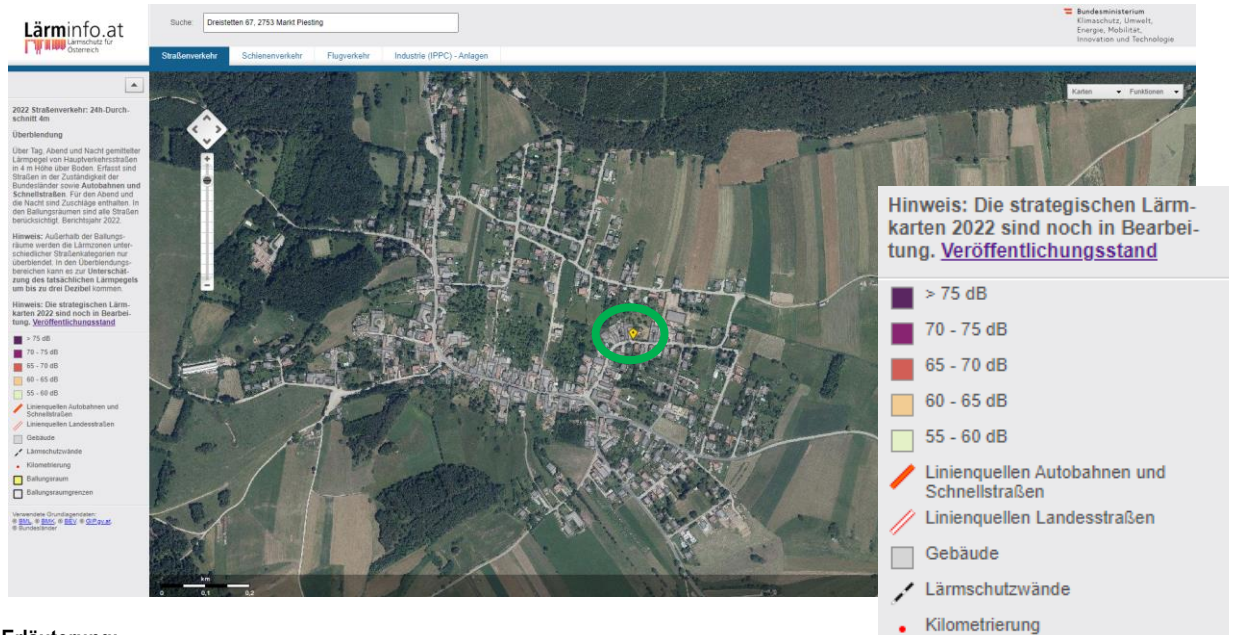 Lärminfo.at
Lärmschutz für
Österreich
Suche: Dreistetten 67, 2753 Markt Piesting
Bundesministerium
Klimaschutz, Umwelt,
Energie, Mobilität,
Innovation und Technologie
Straßenverkehr Schienenverkehr Flugverkehr Industrie (IPPC) - Anlagen
Karten Funktionen
2022 Straßenverkehr: 24h-Durch-
schnitt 4m
Überblendung
Über Tag, Abend und Nacht gemittelter
Lärmpegel von Hauptverkehrsstraßen
in 4 m Höhe über Boden. Erfasst sind
Straßen in der Zuständigkeit der
Bundesländer sowie Autobahnen und
Schnellstraßen. Für den Abend und
die Nacht sind Zuschläge enthalten. In
den Ballungsräumen sind alle Straßen
berücksichtigt. Berichtsjahr 2022.
Hinweis: Außerhalb der Ballungs-
räume werden die Lärmzonen unter-
schiedlicher Straßenkategorien nur
überblendet. In den Überblendungs-
bereichen kann es zur Unterschät-
zung des tatsächlichen Lärmpegels
um bis zu drei Dezibel kommen.
Hinweis: Die strategischen Lärm-
karten 2022 sind noch in Bearbei-
tung. Veröffentlichungsstand
> 75 dB
70 - 75 dB
65 - 70 dB
60 - 65 dB
55 - 60 dB
Linienquellen Autobahnen und
Schnellstraßen
Linienquellen Landesstraßen
Gebäude
Lärmschutzwände
Kilometrierung
Ballungsraum
Ballungsraumgrenzen
Verwendete Grundlagendaten:
© BML, © BMK, © BEV, © GIP.gv.at,
© Bundesländer
km
0 0,1 0,2
Hinweis: Die strategischen Lärm-
karten 2022 sind noch in Bearbei-
tung. Veröffentlichungsstand
> 75 dB
70 - 75 dB
65 - 70 dB
60 - 65 dB
55 - 60 dB
Linienquellen Autobahnen und
Schnellstraßen
Linienquellen Landesstraßen
Gebäude
Lärmschutzwände
Kilometrierung
Erläuterung: